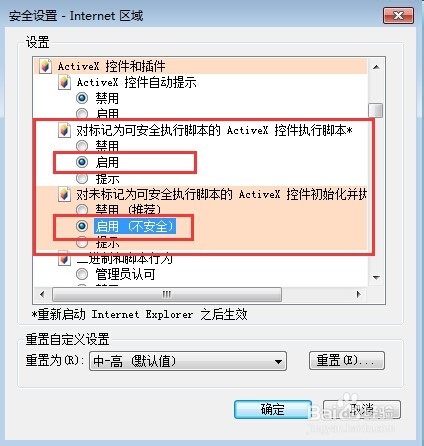 安全设置 - Internet 区域
设置
ActiveX 控件和插件
ActiveX 控件自动提示
禁用
启用
对标记为可安全执行脚本的 ActiveX 控件执行脚本*
禁用
启用
提示
对未标记为可安全执行脚本的 ActiveX 控件初始化并执
禁用 (推荐)
启用 (不安全)
提示
二进制和脚本行为
管理员认可
*重新启动 Internet Explorer 之后生效
重置自定义设置
重置为(R): 中-高 (默认值) 重置(E)...
确定 取消